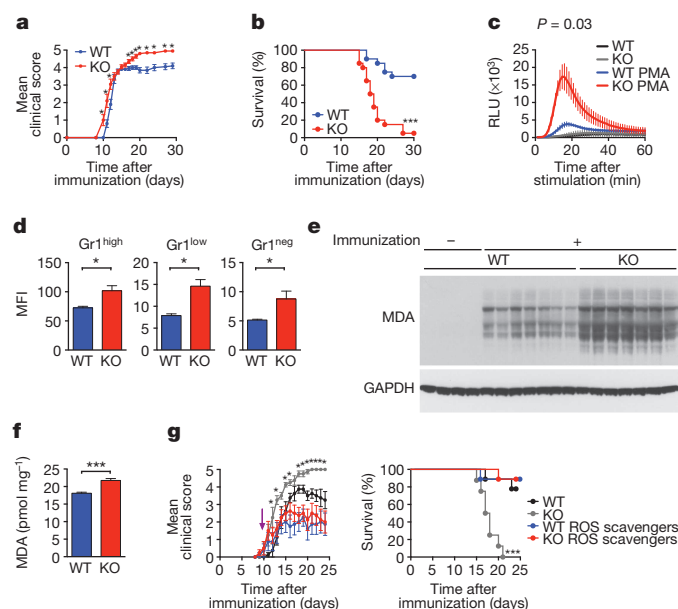 a
WT
KO
Mean clinical score
5
4
3
2
1
0
0 10 20 30
Time after immunization (days)
b
Survival (%)
100
80
60
40
20
0
WT
KO
***
0 10 20 30
Time after immunization (days)
c
P = 0.03
RLU (×10³)
25
20
15
10
5
0
WT
KO
WT PMA
KO PMA
0 20 40 60
Time after stimulation (min)
d
MFI
Gr1high
*
150
100
50
0
WT KO
Gr1low
*
20
15
10
5
0
WT KO
Gr1neg
*
15
10
5
0
WT KO
e
Immunization − +
WT KO
MDA
GAPDH
f
MDA (pmol mg⁻¹)
***
30
20
10
0
WT KO
g
Mean clinical score
5
4
3
2
1
0
0 5 10 15 20 25
Time after immunization (days)
Survival (%)
100
80
60
40
20
0
WT
KO
WT ROS scavengers
KO ROS scavengers
***
0 5 10 15 20 25
Time after immunization (days)